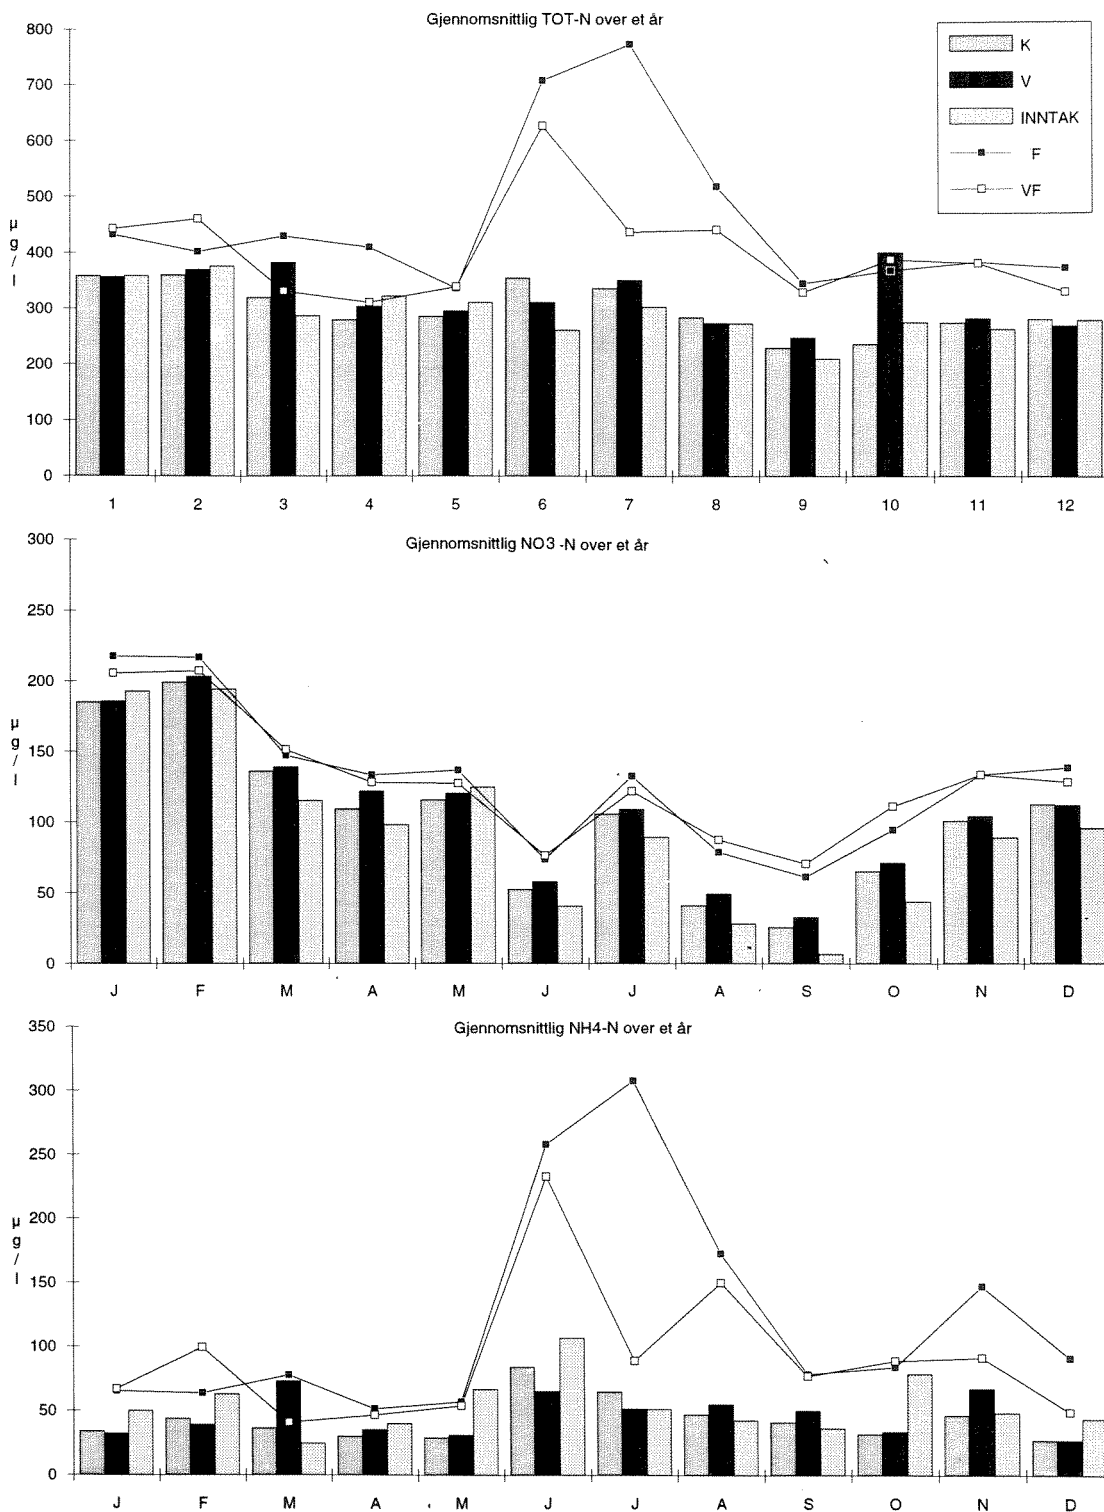 Gjennomsnittlig TOT-N over et år
800
700
600
500
400
300
200
100
0
µ
g
/
l
K
V
INNTAK
F
VF
1 2 3 4 5 6 7 8 9 10 11 12
Gjennomsnittlig NO3 -N over et år
300
250
200
150
100
50
0
µ
g
/
l
J F M A M J J A S O N D
Gjennomsnittlig NH4-N over et år
350
300
250
200
150
100
50
0
µ
g
/
l
J F M A M J J A S O N D